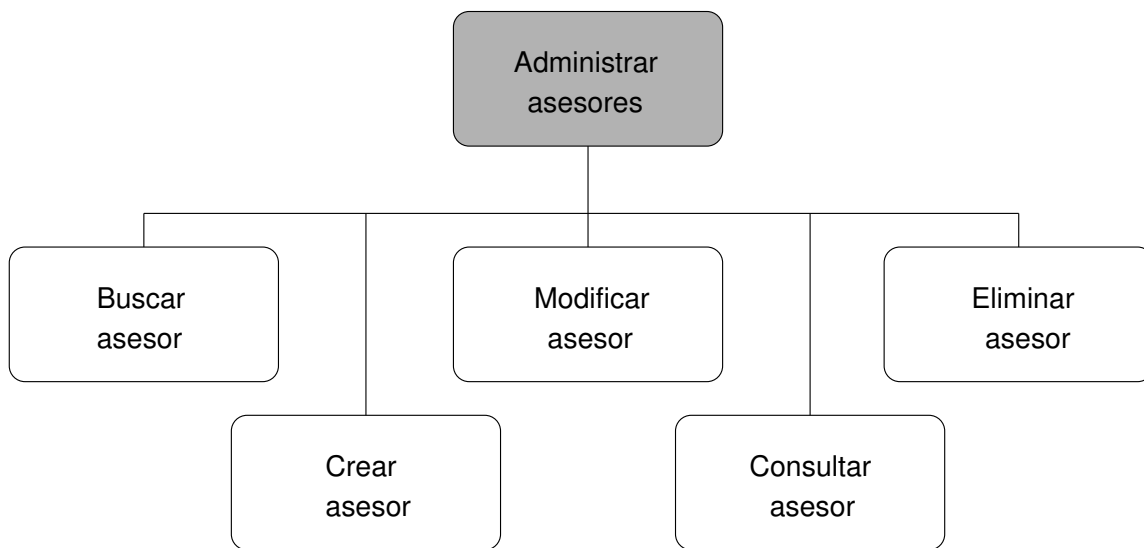 Administrar
asesores
Buscar
asesor
Modificar
asesor
Eliminar
asesor
Crear
asesor
Consultar
asesor